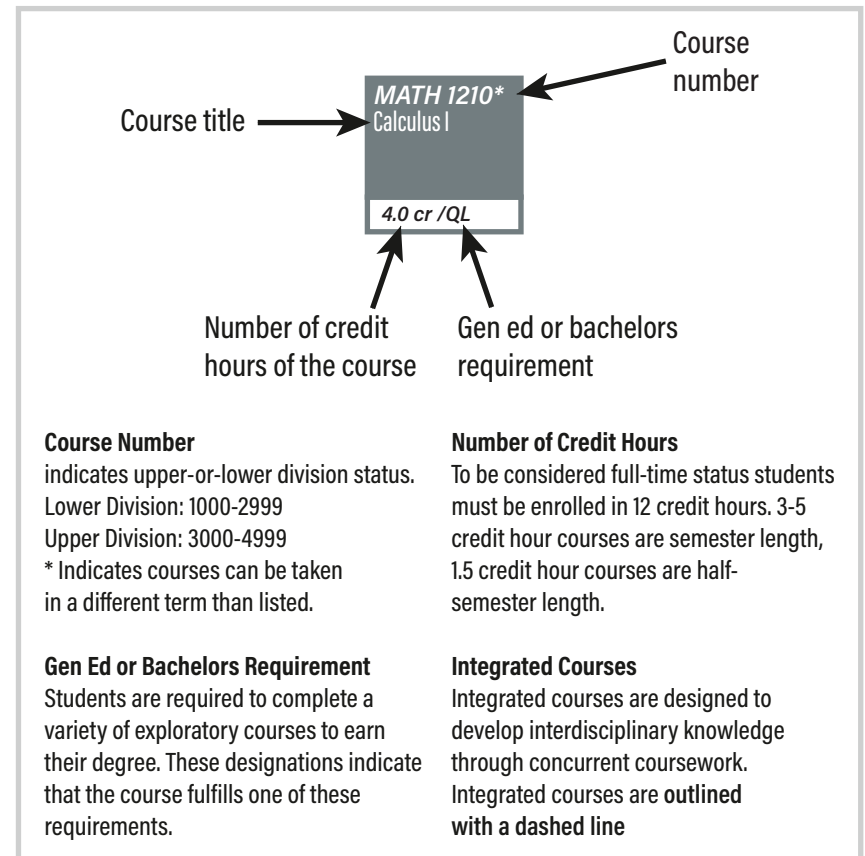 Course
number
MATH 1210*
Calculus I
Course title
4.0 cr /QL
Number of credit
hours of the course
Gen ed or bachelors
requirement
Course Number
indicates upper-or-lower division status.
Lower Division: 1000-2999
Upper Division: 3000-4999
* Indicates courses can be taken
in a different term than listed.
Number of Credit Hours
To be considered full-time status students
must be enrolled in 12 credit hours. 3-5
credit hour courses are semester length,
1.5 credit hour courses are half-
semester length.
Gen Ed or Bachelors Requirement
Students are required to complete a
variety of exploratory courses to earn
their degree. These designations indicate
that the course fulfills one of these
requirements.
Integrated Courses
Integrated courses are designed to
develop interdisciplinary knowledge
through concurrent coursework.
Integrated courses are outlined
with a dashed line